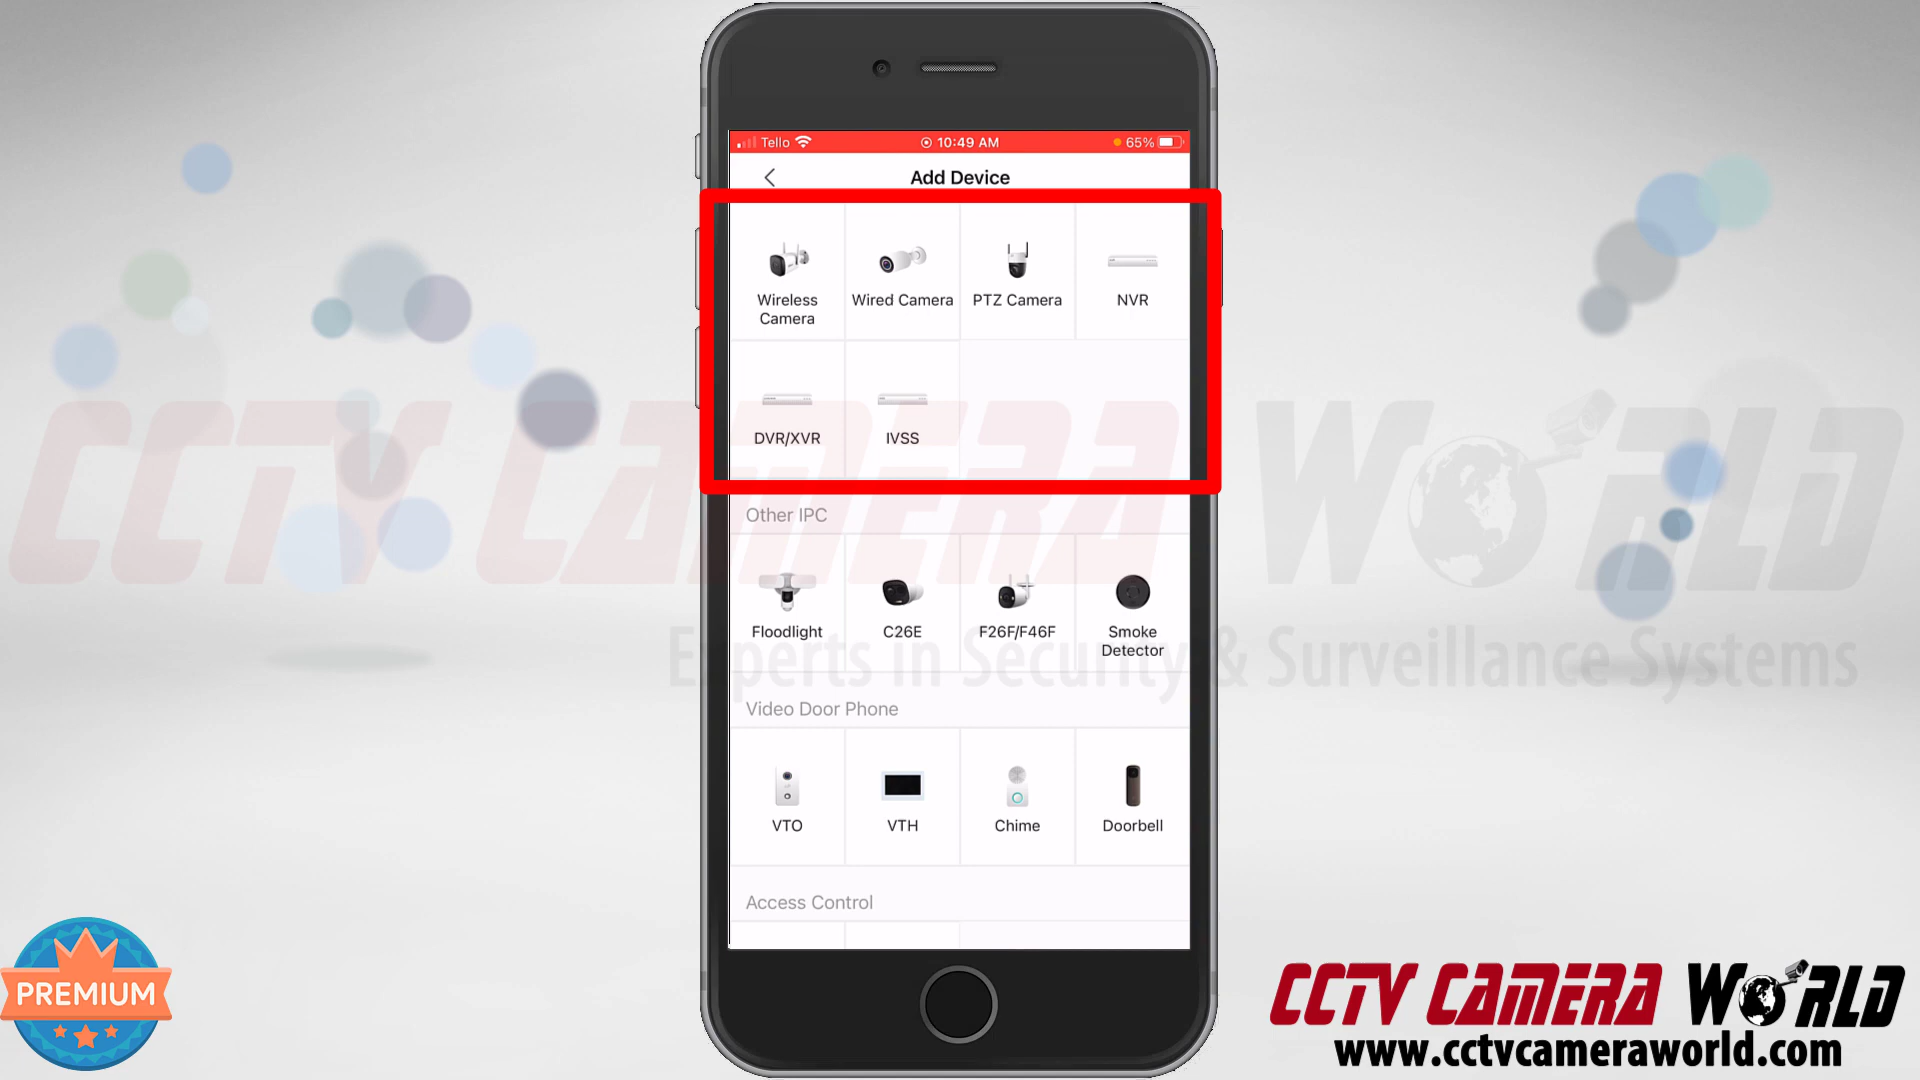 Tello
10:49 AM
65%
Add Device
Wireless
Camera
Wired Camera
PTZ Camera
NVR
DVR/XVR
IVSS
Other IPC
Floodlight
C26E
F26F/F46F
Smoke
Detector
Video Door Phone
VTO
VTH
Chime
Doorbell
Access Control
CCTV CAMERA WORLD
Experts in Security & Surveillance Systems
PREMIUM
CCTV CAMERA WORLD
www.cctvcameraworld.com